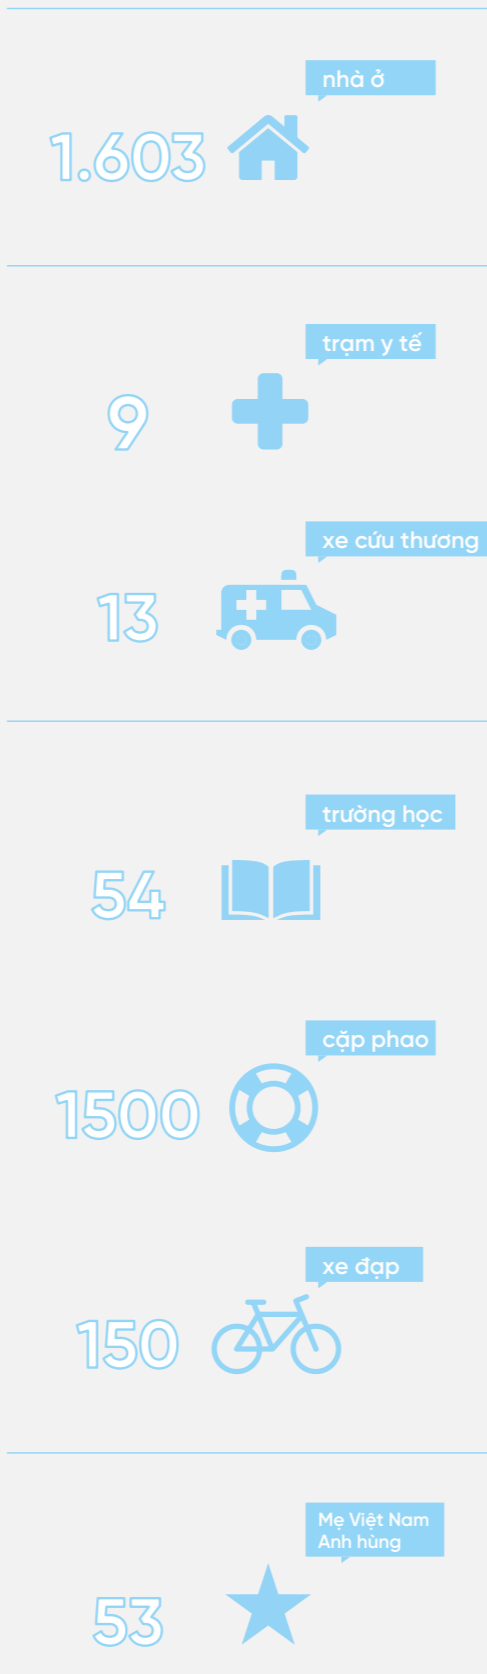 nhà ở
1.603
trạm y tế
9
xe cứu thương
13
trường học
54
cặp phao
1500
xe đạp
150
Mẹ Việt Nam
Anh hùng
53